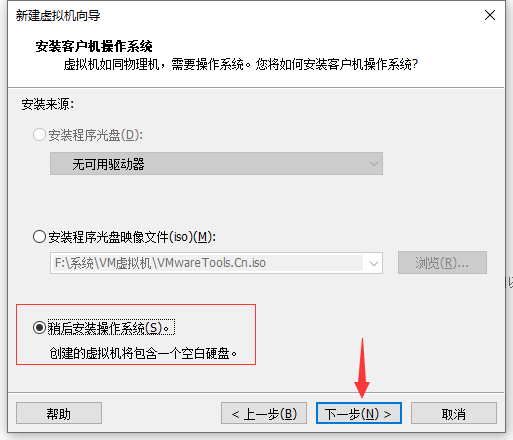 新建虚拟机向导
安装客户机操作系统
虚拟机如同物理机，需要操作系统。您将如何安装客户机操作系统?
安装来源:
安装程序光盘(D):
无可用驱动器
安装程序光盘映像文件(iso)(M):
F:\系统\VM虚拟机\VMwareTools.Cn.iso
浏览(R)...
稍后安装操作系统(S)。
创建的虚拟机将包含一个空白硬盘。
帮助
< 上一步(B)
下一步(N) >
取消